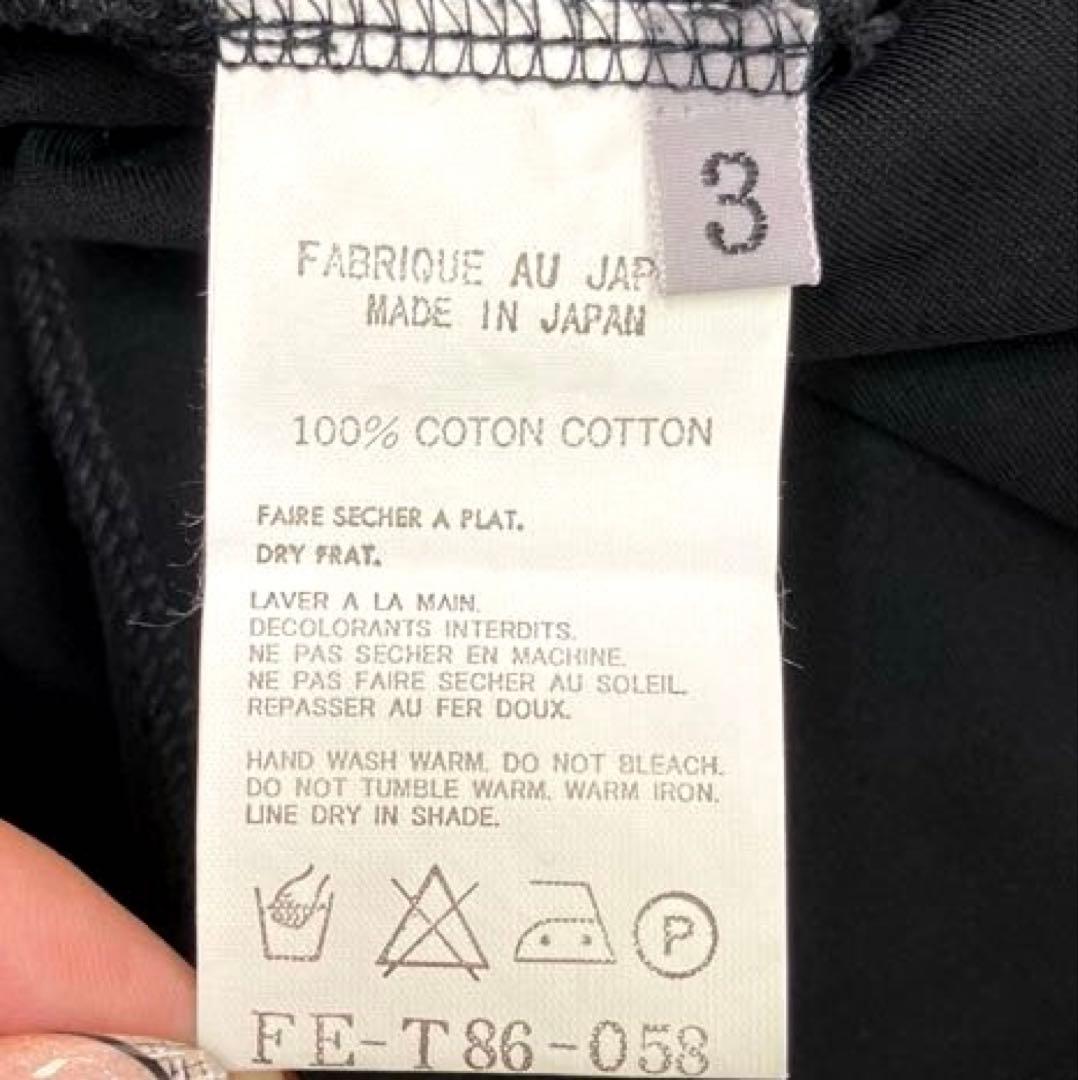 3
FABRIQUE AU JAP
MADE IN JAPAN
100% COTON COTTON
FAIRE SECHER A PLAT.
DRY FRAT.
LAVER A LA MAIN.
DECOLORANTS INTERDITS.
NE PAS SECHER EN MACHINE.
NE PAS FAIRE SECHER AU SOLEIL.
REPASSER AU FER DOUX.
HAND WASH WARM. DO NOT BLEACH.
DO NOT TUMBLE WARM. WARM IRON.
LINE DRY IN SHADE.
P
FE-T86-058